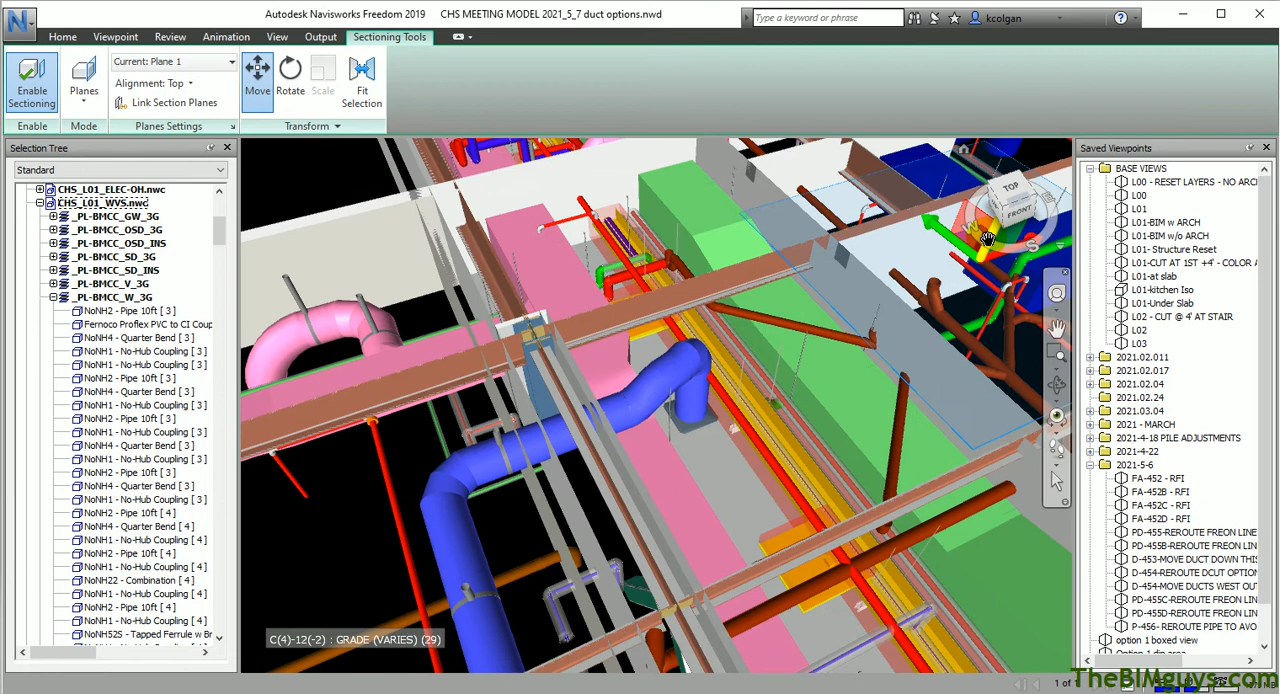 Autodesk Navisworks Freedom 2019 CHS MEETING MODEL 2021_5_7 duct options.nwd
Type a keyword or phrase
kcolgan
Home Viewpoint Review Animation View Output Sectioning Tools
Enable Sectioning
Planes
Current: Plane 1
Alignment: Top
Link Section Planes
Move Rotate Scale Fit Selection
Enable Mode Planes Settings Transform
Selection Tree
Standard
CHS_L01_ELEC-OH.nwc
CHS_L01_WVS.nwc
_PL-BMCC_GW_3G
_PL-BMCC_OSD_3G
_PL-BMCC_OSD_INS
_PL-BMCC_SD_3G
_PL-BMCC_SD_INS
_PL-BMCC_V_3G
_PL-BMCC_W_3G
NoNH2 - Pipe 10ft [ 3 ]
Fernoco Proflex PVC to CI Coup
NoNH4 - Quarter Bend [ 3 ]
NoNH1 - No-Hub Coupling [ 3 ]
NoNH1 - No-Hub Coupling [ 3 ]
NoNH2 - Pipe 10ft [ 3 ]
NoNH4 - Quarter Bend [ 3 ]
NoNH1 - No-Hub Coupling [ 3 ]
NoNH2 - Pipe 10ft [ 3 ]
NoNH1 - No-Hub Coupling [ 3 ]
NoNH4 - Quarter Bend [ 3 ]
NoNH1 - No-Hub Coupling [ 3 ]
NoNH2 - Pipe 10ft [ 3 ]
NoNH4 - Quarter Bend [ 3 ]
NoNH2 - Pipe 10ft [ 3 ]
NoNH1 - No-Hub Coupling [ 4 ]
NoNH4 - Quarter Bend [ 4 ]
NoNH1 - No-Hub Coupling [ 4 ]
NoNH2 - Pipe 10ft [ 4 ]
NoNH1 - No-Hub Coupling [ 4 ]
NoNH22 - Combination [ 4 ]
NoNH1 - No-Hub Coupling [ 4 ]
NoNH2 - Pipe 10ft [ 4 ]
NoNH1 - No-Hub Coupling [ 4 ]
NoNH52S - Tapped Ferrule w Br
TOP
FRONT
W
S
C(4)-12(-2) : GRADE (VARIES) (29)
Saved Viewpoints
BASE VIEWS
L00 - RESET LAYERS - NO ARC
L00
L01
L01-BIM w ARCH
L01-BIM w/o ARCH
L01- Structure Reset
L01-CUT AT 1ST +4' - COLOR A
L01-at slab
L01-kitchen Iso
L01-Under Slab
L02 - CUT @ 4' AT STAIR
L02
L03
2021.02.011
2021.02.017
2021.02.04
2021.02.24
2021.03.04
2021 - MARCH
2021-4-18 PILE ADJUSTMENTS
2021-4-22
2021-5-6
FA-452 - RFI
FA-452B - RFI
FA-452C - RFI
FA-452D - RFI
PD-455-REROUTE FREON LINE
PD-455B-REROUTE FREON LIN
D-453-MOVE DUCT DOWN THIS
D-454-REROUTE DCUT OPTION
D-454-MOVE DUCTS WEST OUT
PD-455C-REROUTE FREON LIN
PD-455D-REROUTE FREON LIN
P-456 - REROUTE PIPE TO AVO
option 1 boxed view
1 of 1
TheBIMguys.com